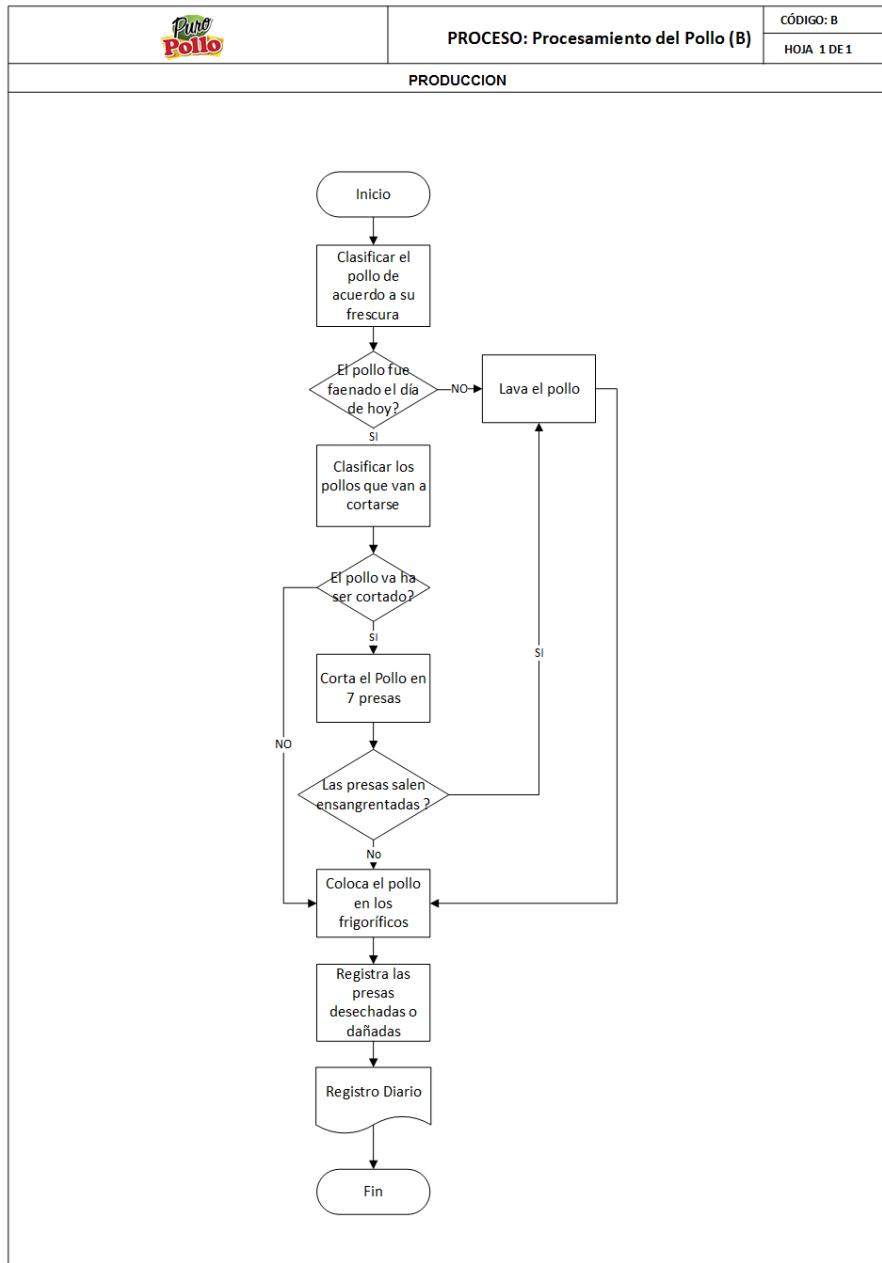 Puro
Pollo
PROCESO: Procesamiento del Pollo (B)
CÓDIGO: B
HOJA 1 DE 1
PRODUCCION
Inicio
Clasificar el
pollo de
acuerdo a su
frescura
El pollo fue
faenado el día
de hoy?
NO
Lava el pollo
SI
Clasificar los
pollos que van a
cortarse
El pollo va ha
ser cortado?
SI
SI
Corta el Pollo en
7 presas
NO
Las presas salen
ensangrentadas ?
No
Coloca el pollo
en los
frigoríficos
Registra las
presas
desechadas o
dañadas
Registro Diario
Fin